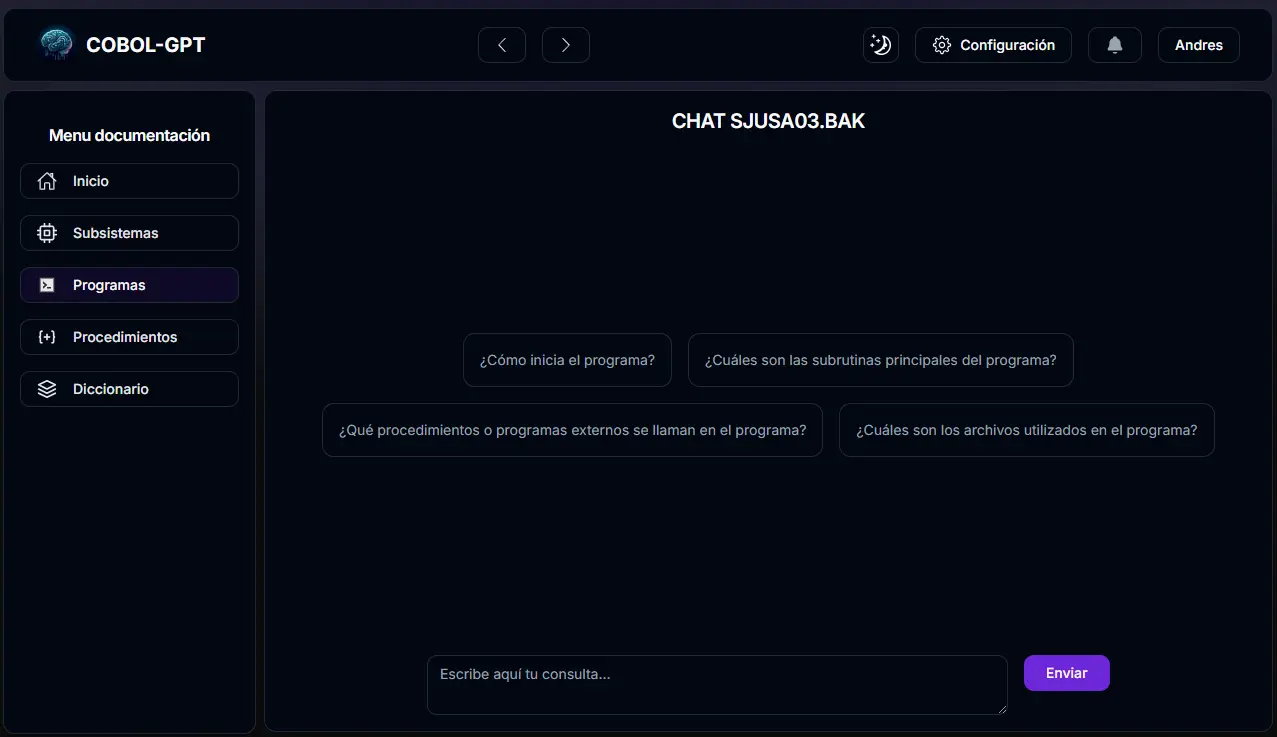 COBOL-GPT
Configuración
Andres
Menu documentación
Inicio
Subsistemas
Programas
Procedimientos
Diccionario
CHAT SJUSA03.BAK
¿Cómo inicia el programa?
¿Cuáles son las subrutinas principales del programa?
¿Qué procedimientos o programas externos se llaman en el programa?
¿Cuáles son los archivos utilizados en el programa?
Escribe aquí tu consulta...
Enviar